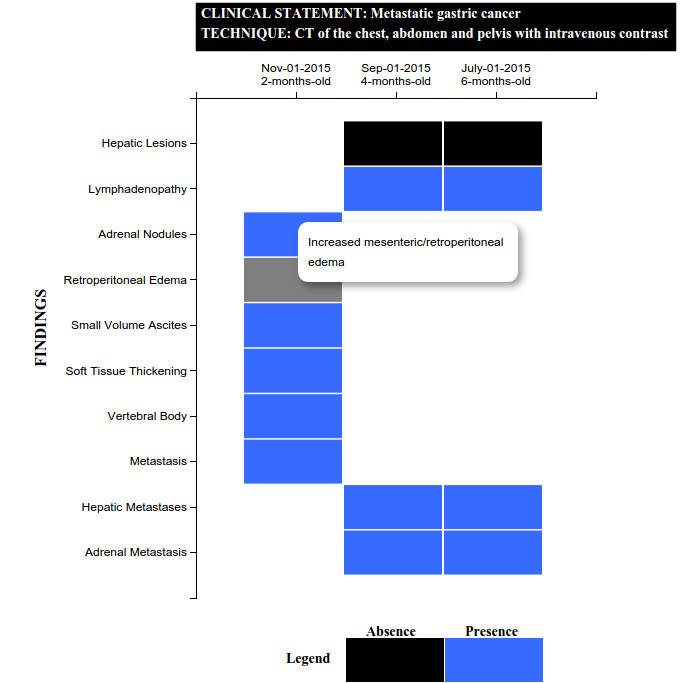 CLINICAL STATEMENT: Metastatic gastric cancer
TECHNIQUE: CT of the chest, abdomen and pelvis with intravenous contrast
Nov-01-2015 Sep-01-2015 July-01-2015
2-months-old 4-months-old 6-months-old
Hepatic Lesions
Lymphadenopathy
Adrenal Nodules
Increased mesenteric/retroperitoneal
edema
Retroperitoneal Edema
Small Volume Ascites
FINDINGS
Soft Tissue Thickening
Vertebral Body
Metastasis
Hepatic Metastases
Adrenal Metastasis
Absence Presence
Legend